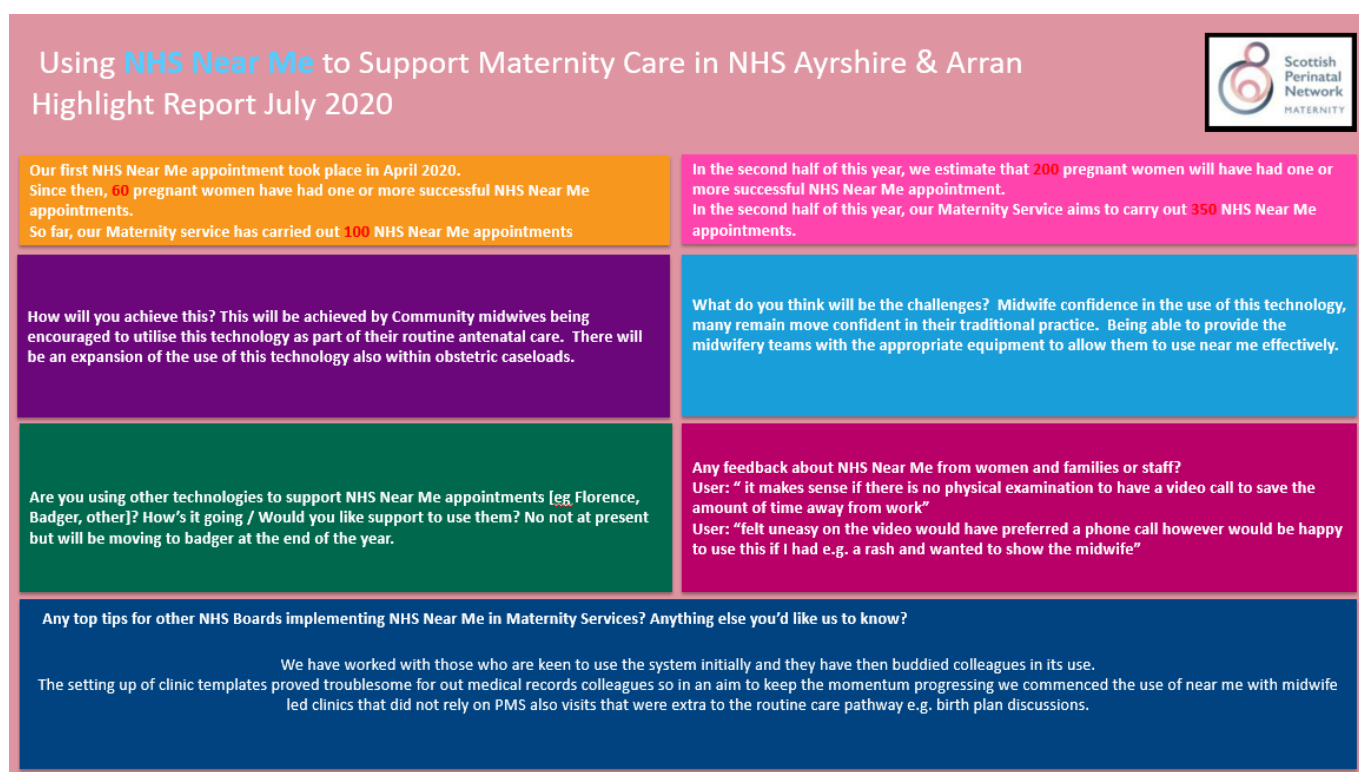 Using NHS Near Me to Support Maternity Care in NHS Ayrshire & Arran
Highlight Report July 2020
Scottish
Perinatal
Network
MATERNITY
Our first NHS Near Me appointment took place in April 2020.
Since then, 60 pregnant women have had one or more successful NHS Near Me
appointments.
So far, our Maternity service has carried out 100 NHS Near Me appointments
In the second half of this year, we estimate that 200 pregnant women will have had one or
more successful NHS Near Me appointment.
In the second half of this year, our Maternity Service aims to carry out 350 NHS Near Me
appointments.
How will you achieve this? This will be achieved by Community midwives being
encouraged to utilise this technology as part of their routine antenatal care.  There will
be an expansion of the use of this technology also within obstetric caseloads.
What do you think will be the challenges?  Midwife confidence in the use of this technology,
many remain move confident in their traditional practice.  Being able to provide the
midwifery teams with the appropriate equipment to allow them to use near me effectively.
Are you using other technologies to support NHS Near Me appointments [eg Florence,
Badger, other]? How's it going / Would you like support to use them? No not at present
but will be moving to badger at the end of the year.
Any feedback about NHS Near Me from women and families or staff?
User: “ it makes sense if there is no physical examination to have a video call to save the
amount of time away from work”
User: “felt uneasy on the video would have preferred a phone call however would be happy
to use this if I had e.g. a rash and wanted to show the midwife”
Any top tips for other NHS Boards implementing NHS Near Me in Maternity Services? Anything else you'd like us to know?
We have worked with those who are keen to use the system initially and they have then buddied colleagues in its use.
The setting up of clinic templates proved troublesome for out medical records colleagues so in an aim to keep the momentum progressing we commenced the use of near me with midwife
led clinics that did not rely on PMS also visits that were extra to the routine care pathway e.g. birth plan discussions.